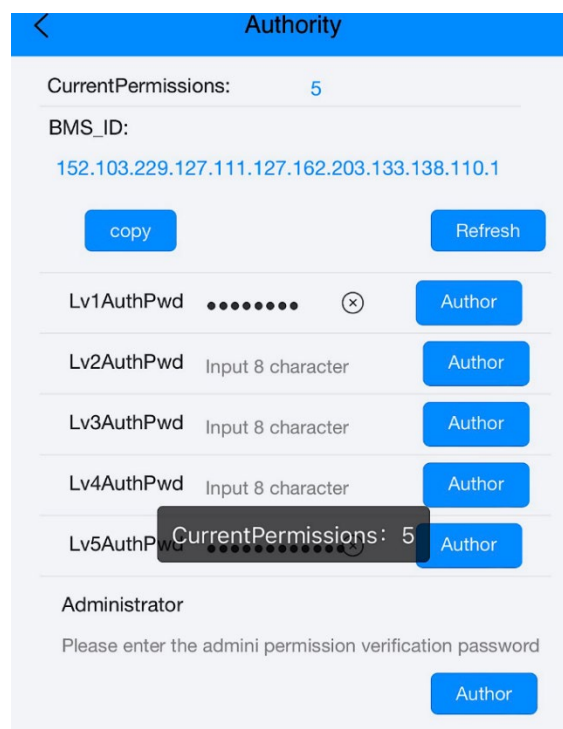 Authority
CurrentPermissions: 5
BMS_ID:
152.103.229.127.111.127.162.203.133.138.110.1
copy Refresh
Lv1AuthPwd •••••••• Author
Lv2AuthPwd Input 8 character Author
Lv3AuthPwd Input 8 character Author
Lv4AuthPwd Input 8 character Author
CurrentPermissions: 5
Lv5AuthPwd Author
Administrator
Please enter the admini permission verification password
Author